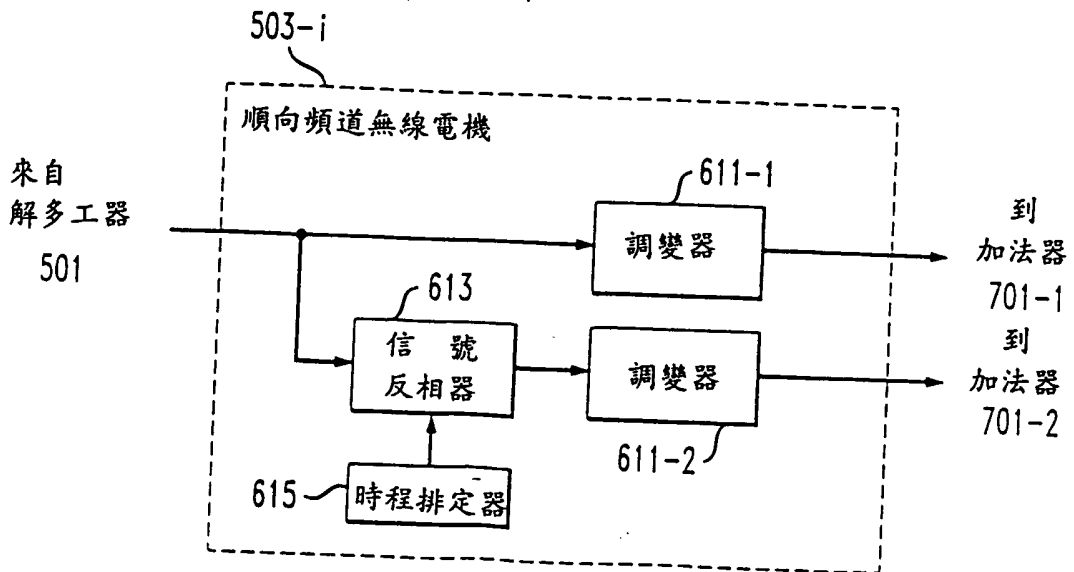 503-i
順向頻道無線電機
來自
解多工器
501
611-1
調變器
到
加法器
701-1
613
信 號
反相器
調變器
611-2
到
加法器
701-2
615
時程排定器